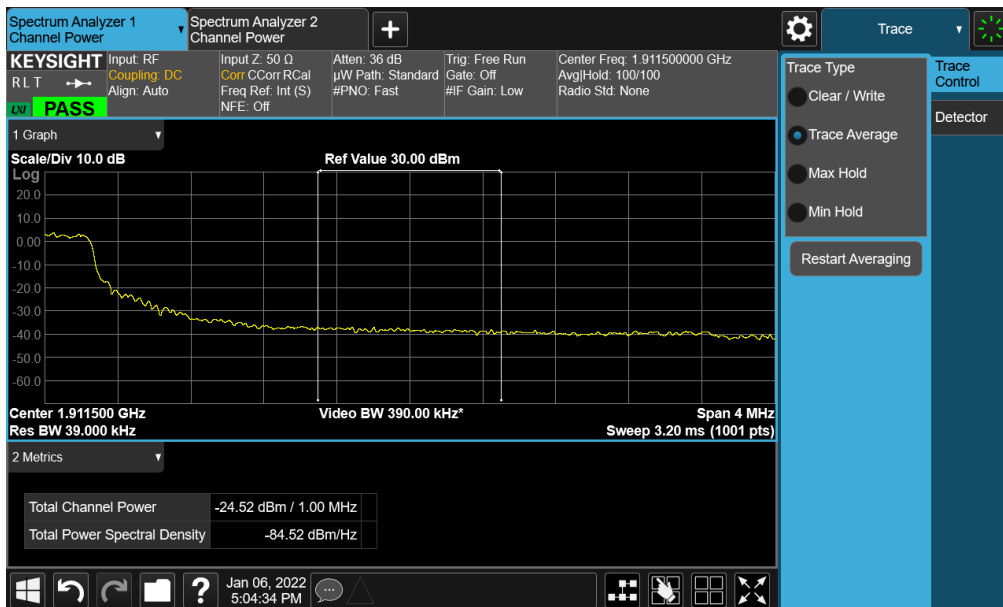 Spectrum Analyzer 1
Channel Power
Spectrum Analyzer 2
Channel Power
Trace
KEYSIGHT
R L T
LXI
PASS
Input: RF
Coupling: DC
Align: Auto
Input Z: 50 Ω
Corr CCorr RCal
Freq Ref: Int (S)
NFE: Off
Atten: 36 dB
µW Path: Standard
#PNO: Fast
Trig: Free Run
Gate: Off
#IF Gain: Low
Center Freq: 1.911500000 GHz
Avg|Hold: 100/100
Radio Std: None
Trace Type
Clear / Write
Trace Average
Max Hold
Min Hold
Restart Averaging
Trace
Control
Detector
1 Graph
Scale/Div 10.0 dB
Ref Value 30.00 dBm
Log
20.0
10.0
0.00
-10.0
-20.0
-30.0
-40.0
-50.0
-60.0
Center 1.911500 GHz
Video BW 390.00 kHz*
Span 4 MHz
Res BW 39.000 kHz
Sweep 3.20 ms (1001 pts)
2 Metrics
Total Channel Power -24.52 dBm / 1.00 MHz
Total Power Spectral Density -84.52 dBm/Hz
?
Jan 06, 2022
5:04:34 PM